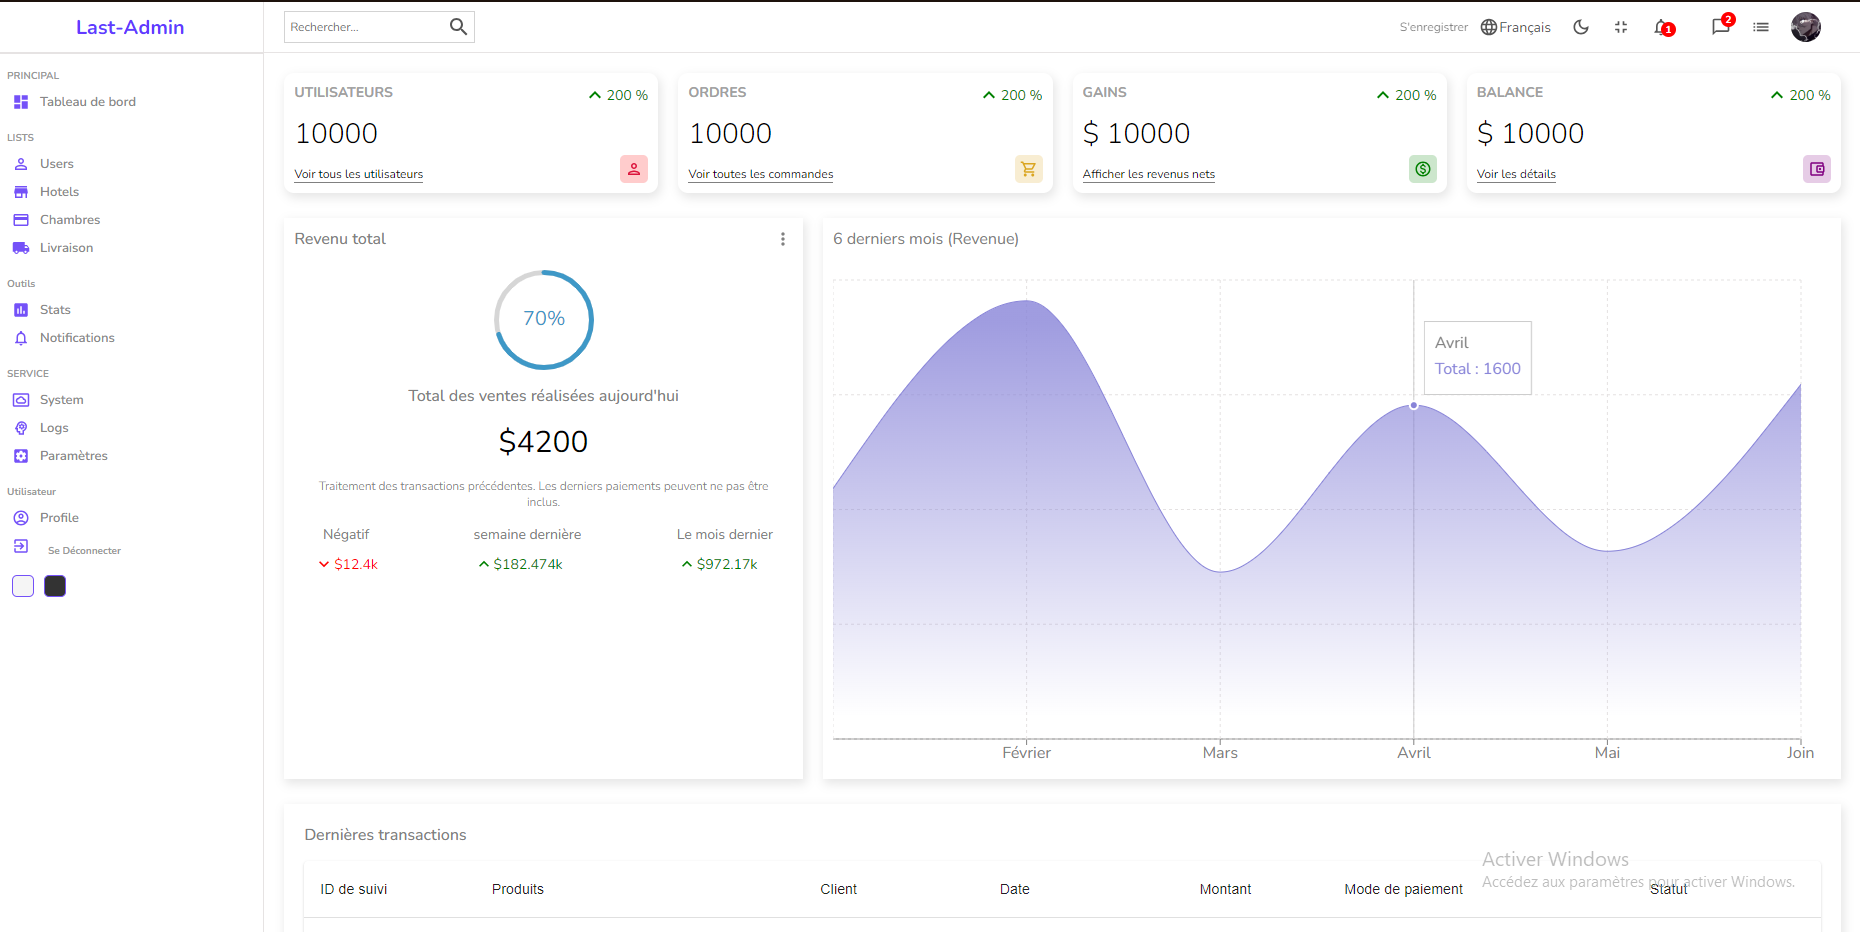 Last-Admin
Rechercher...
S'enregistrer
Français
1
2
PRINCIPAL
Tableau de bord
LISTS
Users
Hotels
Chambres
Livraison
Outils
Stats
Notifications
SERVICE
System
Logs
Paramètres
Utilisateur
Profile
Se Déconnecter
UTILISATEURS
200 %
10000
Voir tous les utilisateurs
ORDRES
200 %
10000
Voir toutes les commandes
GAINS
200 %
$ 10000
Afficher les revenus nets
BALANCE
200 %
$ 10000
Voir les détails
Revenu total
70%
Total des ventes réalisées aujourd'hui
$4200
Traitement des transactions précédentes. Les derniers paiements peuvent ne pas être
inclus.
Négatif
$12.4k
semaine dernière
$182.474k
Le mois dernier
$972.17k
6 derniers mois (Revenue)
Avril
Total : 1600
Février
Mars
Avril
Mai
Join
Dernières transactions
ID de suivi
Produits
Client
Date
Montant
Mode de paiement
Statut
Activer Windows
Accédez aux paramètres pour activer Windows.